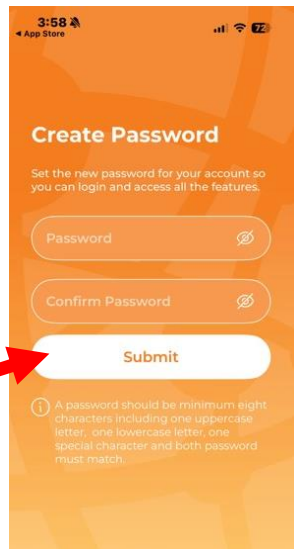 3:58
◀ App Store
72
Create Password
Set the new password for your account so
you can login and access all the features.
Password
Confirm Password
Submit
A password should be minimum eight
characters including one uppercase
letter, one lowercase letter, one
special character and both password
must match.